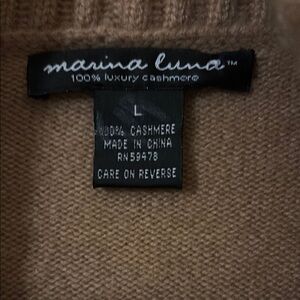 marina luna™
100% luxury cashmere
L
100% CASHMERE
MADE IN CHINA
RN59478
CARE ON REVERSE